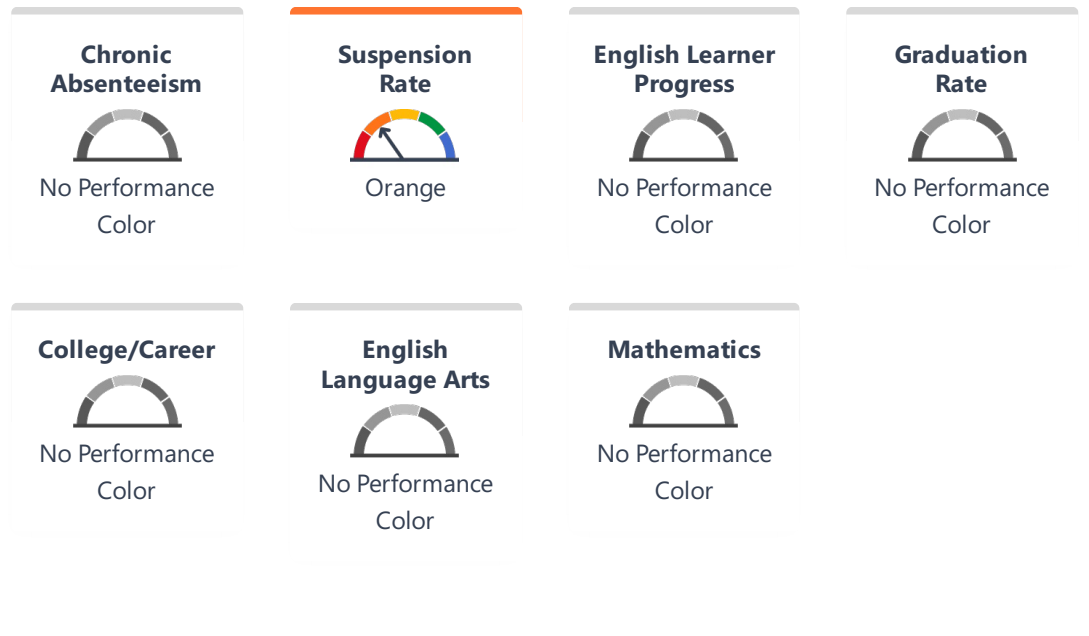 Chronic
Absenteeism
No Performance
Color
Suspension
Rate
Orange
English Learner
Progress
No Performance
Color
Graduation
Rate
No Performance
Color
College/Career
No Performance
Color
English
Language Arts
No Performance
Color
Mathematics
No Performance
Color